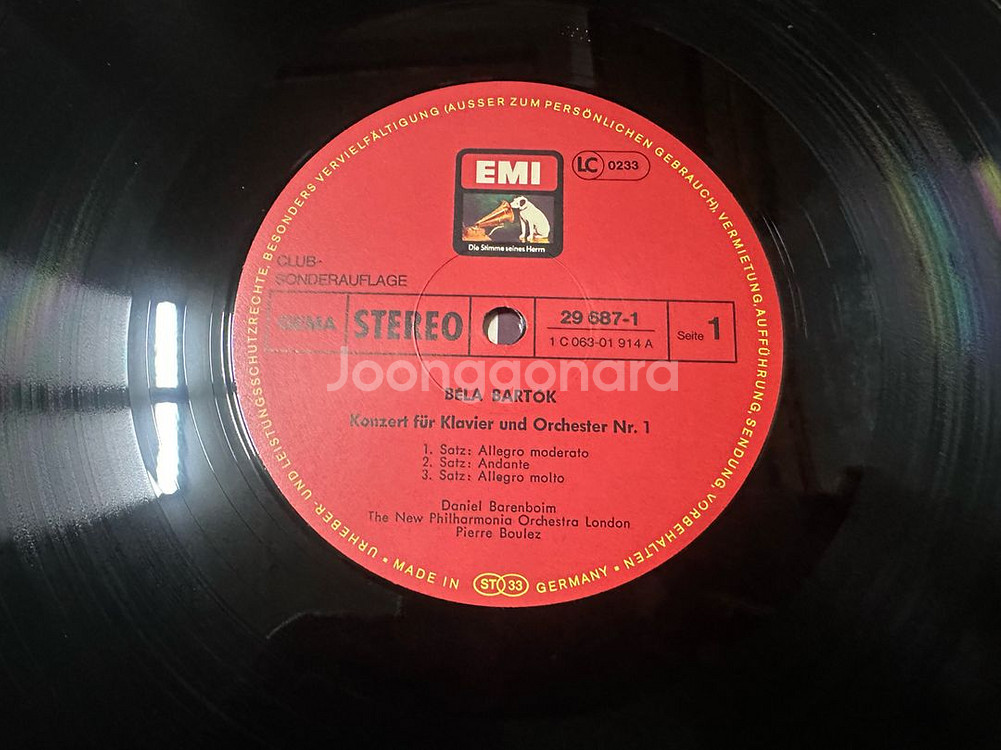 URHEBER- UND LEISTUNGSSCHUTZRECHTE, BESONDERS VERVIELFÄLTIGUNG (AUSSER ZUM PERSÖNLICHEN GEBRAUCH), VERMIETUNG, AUFFÜHRUNG, SENDUNG, VORBEHALTEN
EMI
LC 0233
Die Stimme seines Herrn
CLUB-
SONDERAUFLAGE
GEMA
STEREO
29 687-1
1 C 063-01 914 A
Seite 1
Joonggonara
BÉLA BARTÓK
Konzert für Klavier und Orchester Nr. 1
1. Satz: Allegro moderato
2. Satz: Andante
3. Satz: Allegro molto
Daniel Barenboim
The New Philharmonia Orchestra London
Pierre Boulez
MADE IN ST 33 GERMANY